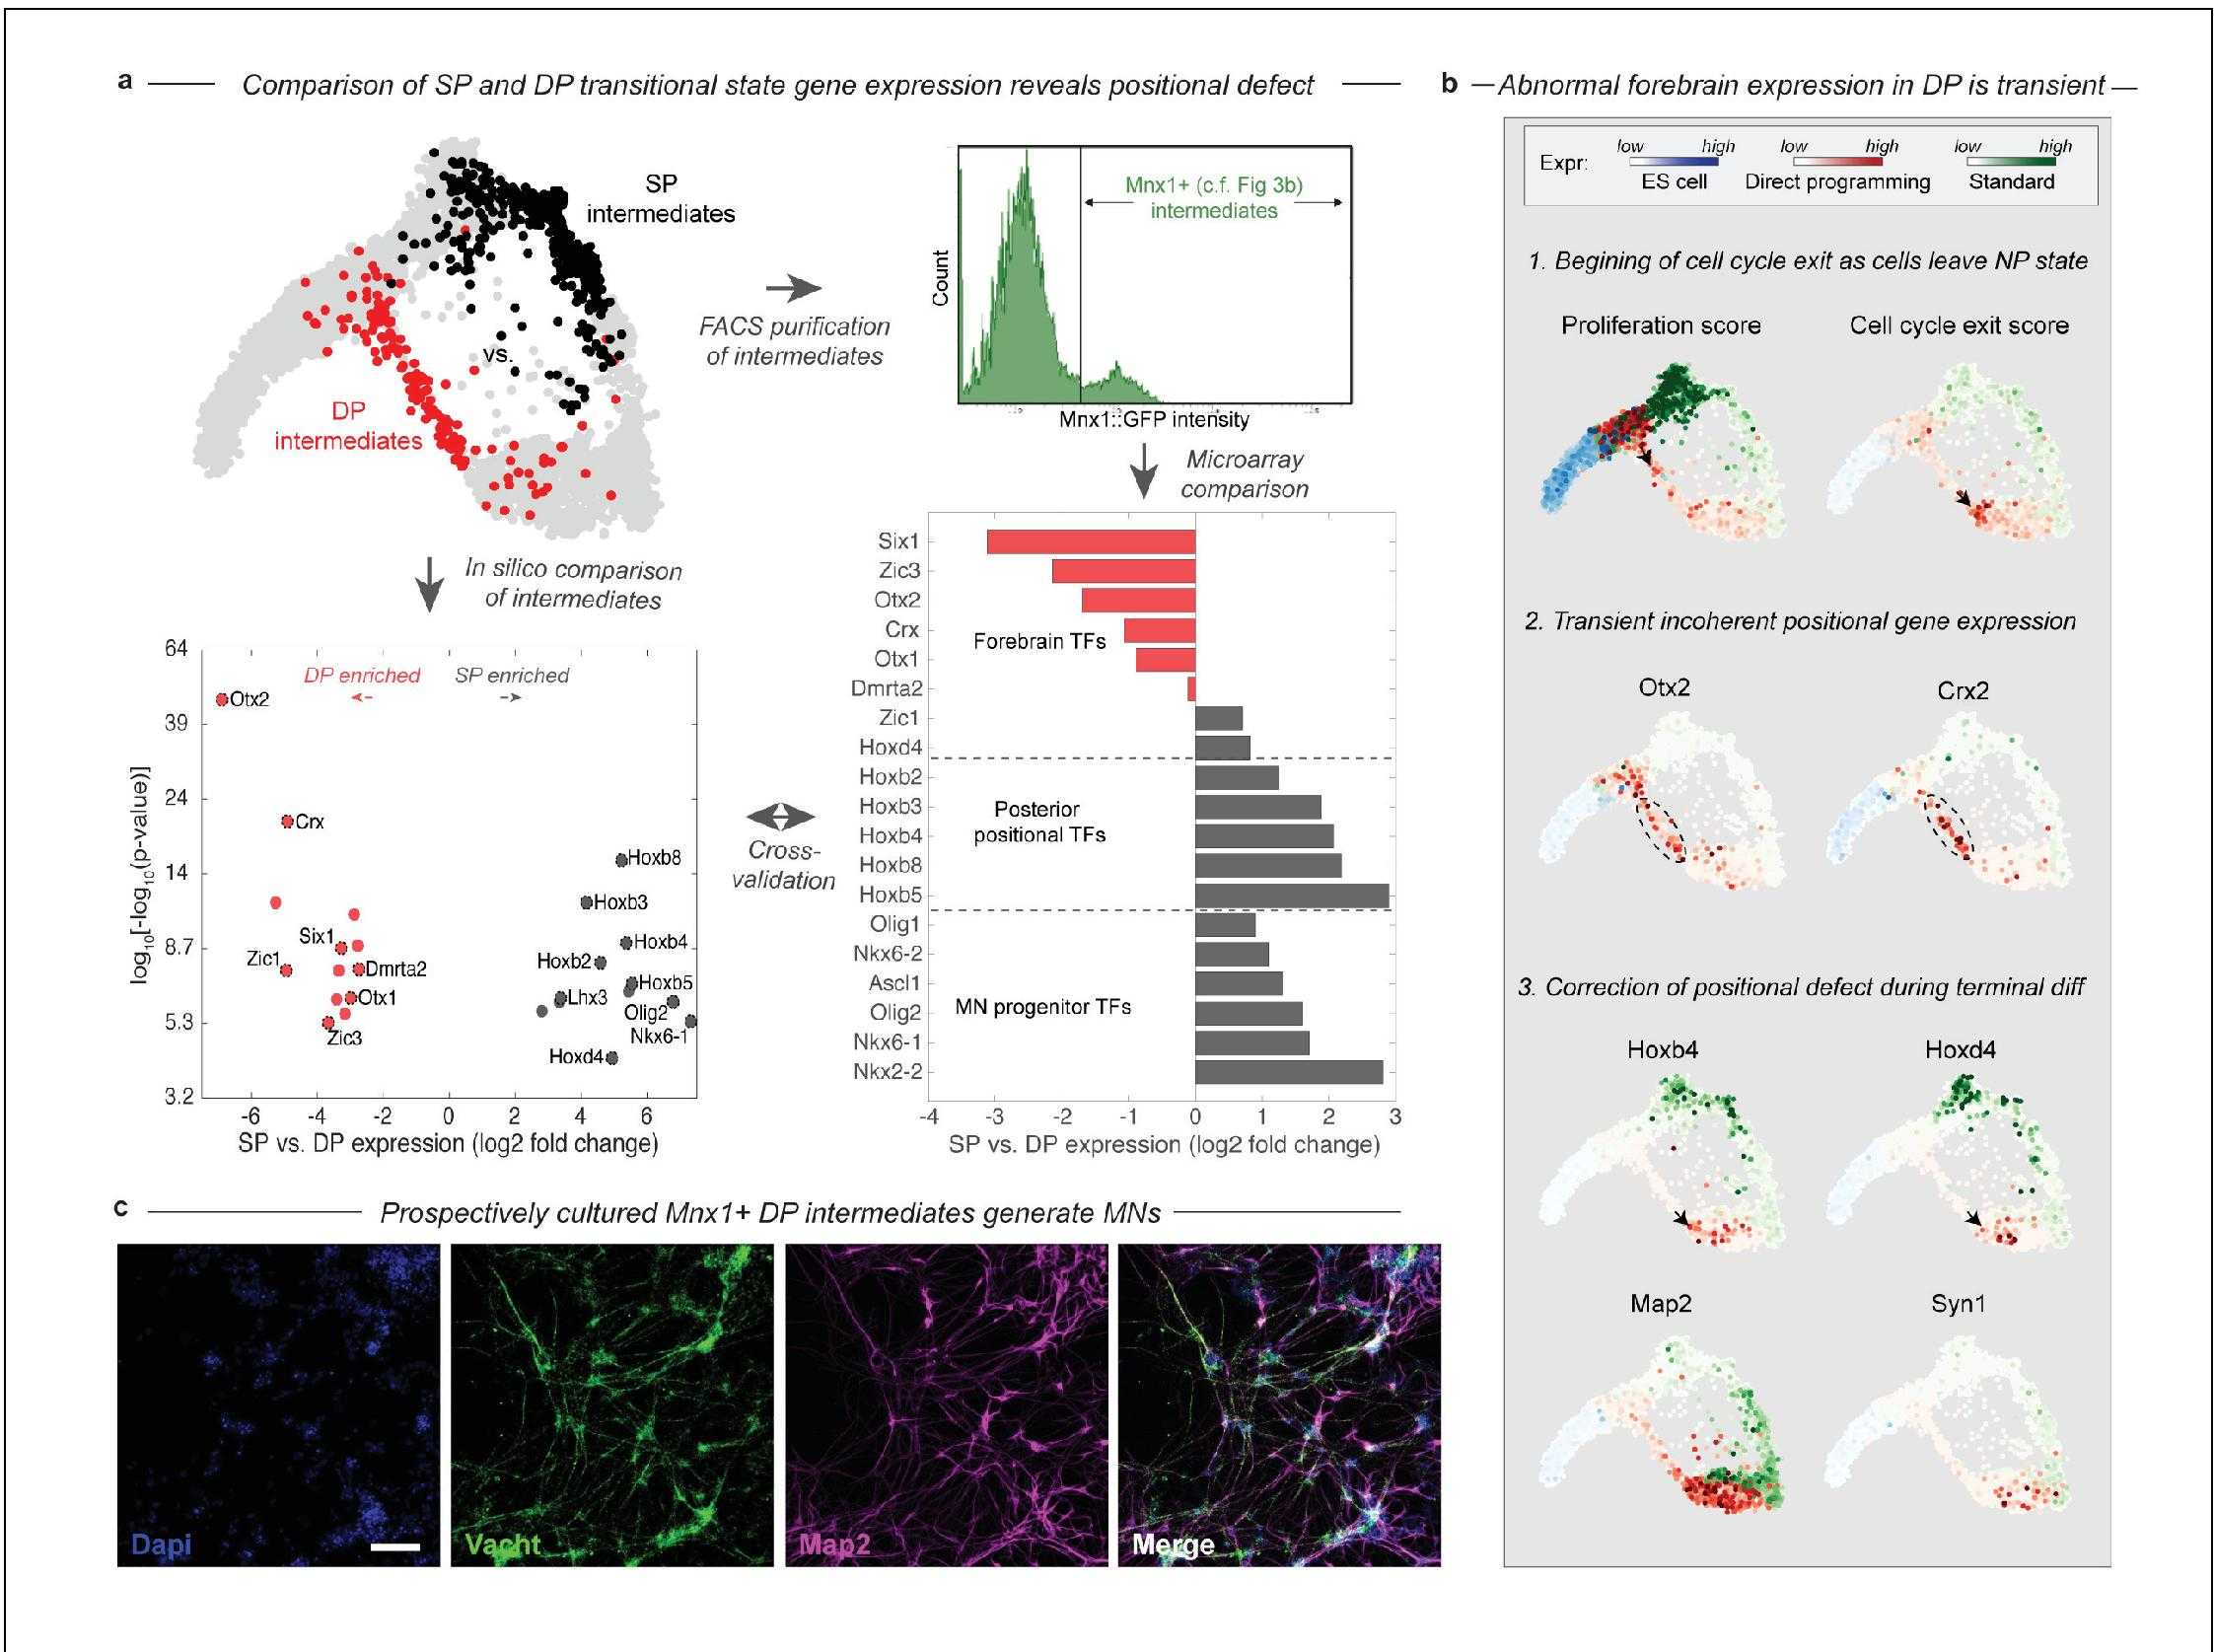 a
Comparison of SP and DP transitional state gene expression reveals positional defect
SP
intermediates
vs.
DP
intermediates
FACS purification
of intermediates
Mnx1+ (c.f. Fig 3b)
intermediates
Count
Mnx1::GFP intensity
Microarray
comparison
In silico comparison
of intermediates
64
39
24
14
8.7
5.3
3.2
log10[-log10(p-value)]
DP enriched
SP enriched
Otx2
Crx
Hoxb8
Hoxb3
Six1
Hoxb4
Zic1
Hoxb2
Dmrta2
Hoxb5
Otx1
Lhx3
Olig2
Zic3
Nkx6-1
Hoxd4
-6 -4 -2 0 2 4 6
SP vs. DP expression (log2 fold change)
Cross-
validation
Six1
Zic3
Otx2
Crx
Otx1
Dmrta2
Zic1
Hoxd4
Hoxb2
Hoxb3
Hoxb4
Hoxb8
Hoxb5
Olig1
Nkx6-2
Ascl1
Olig2
Nkx6-1
Nkx2-2
Forebrain TFs
Posterior
positional TFs
MN progenitor TFs
-4 -3 -2 -1 0 1 2 3
SP vs. DP expression (log2 fold change)
b
Abnormal forebrain expression in DP is transient
Expr:
low high
ES cell
low high
Direct programming
low high
Standard
1. Begining of cell cycle exit as cells leave NP state
Proliferation score
Cell cycle exit score
2. Transient incoherent positional gene expression
Otx2
Crx2
3. Correction of positional defect during terminal diff
Hoxb4
Hoxd4
Map2
Syn1
c
Prospectively cultured Mnx1+ DP intermediates generate MNs
Dapi
Vacht
Map2
Merge